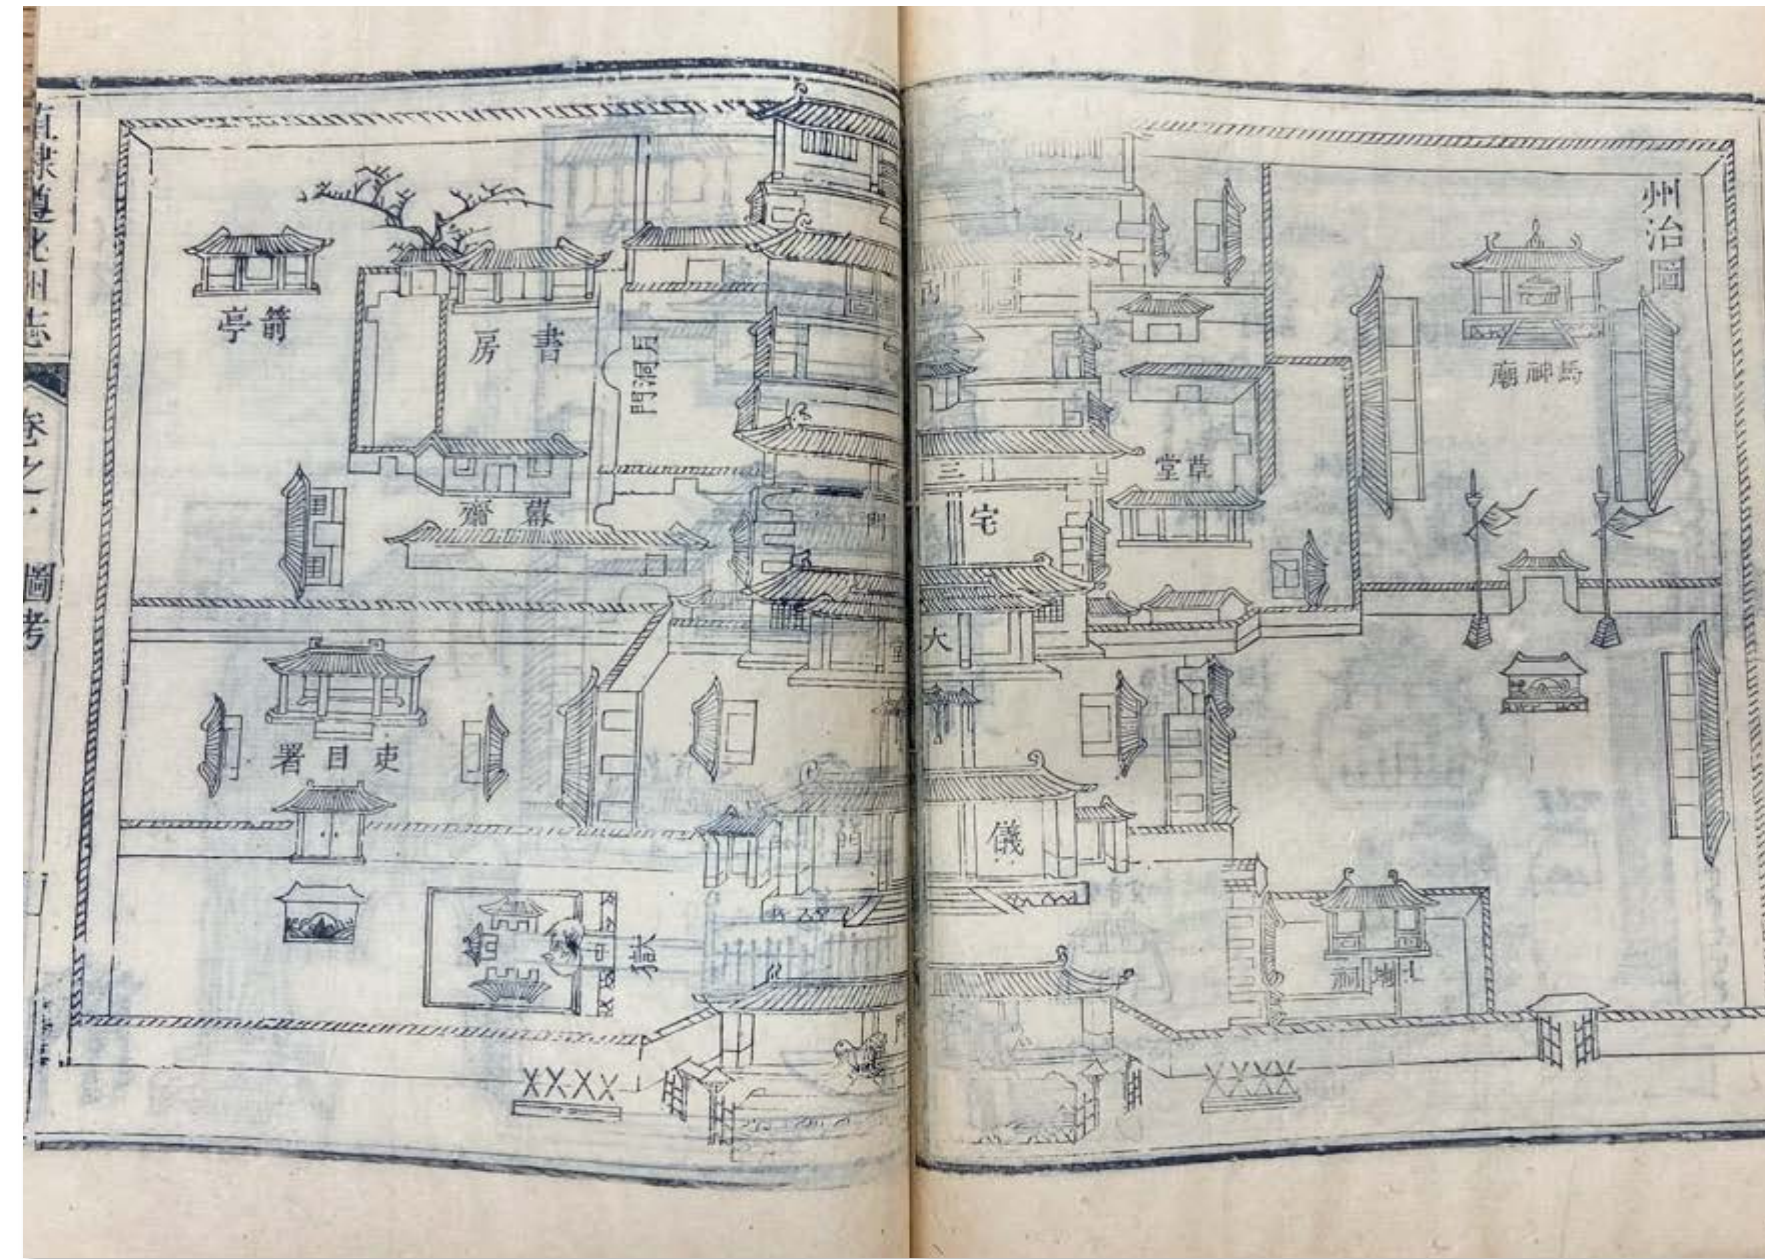 州治圖
馬神廟
草堂
三
宅門
大堂
儀門
祠
月洞門
書房
箭亭
幕齋
吏目署
獄
直隸遵化州志
卷之一
圖考